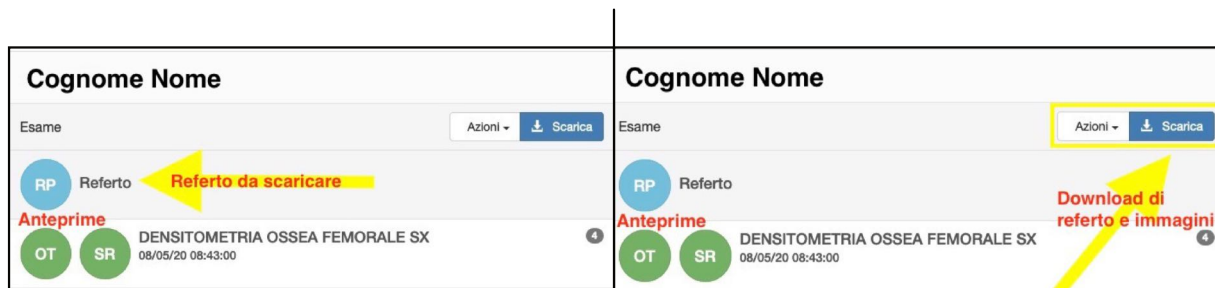 Cognome Nome
Esame
Azioni
Scarica
RP
Referto
Referto da scaricare
Anteprime
OT
SR
DENSITOMETRIA OSSEA FEMORALE SX
4
08/05/20 08:43:00
Cognome Nome
Esame
Azioni
Scarica
RP
Referto
Download di
referto e immagini
Anteprime
OT
SR
DENSITOMETRIA OSSEA FEMORALE SX
4
08/05/20 08:43:00